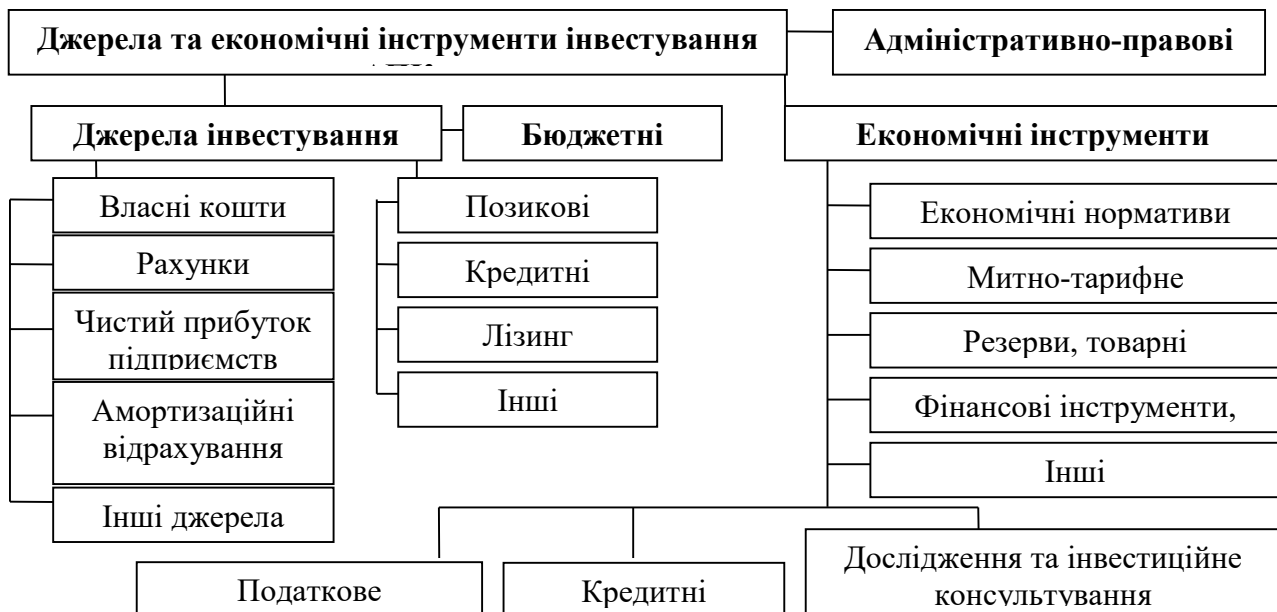 Джерела та економічні інструменти інвестування
Адміністративно-правові
Джерела інвестування
Бюджетні
Економічні інструменти
Власні кошти
Рахунки
Чистий прибуток
підприємств
Амортизаційні
відрахування
Інші джерела
Позикові
Кредитні
Лізинг
Інші
Економічні нормативи
Митно-тарифне
Резерви, товарні
Фінансові інструменти,
Інші
Податкове
Кредитні
Дослідження та інвестиційне
консультування